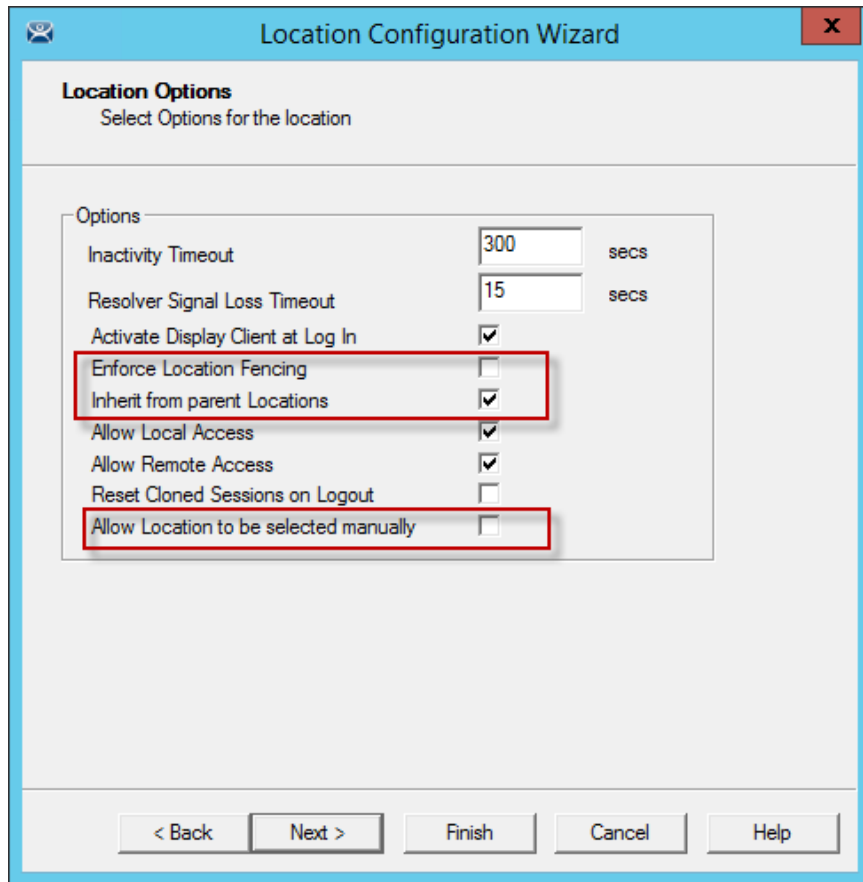 Location Configuration Wizard
x
Location Options
Select Options for the location
Options
Inactivity Timeout 300 secs
Resolver Signal Loss Timeout 15 secs
Activate Display Client at Log In
Enforce Location Fencing
Inherit from parent Locations
Allow Local Access
Allow Remote Access
Reset Cloned Sessions on Logout
Allow Location to be selected manually
< Back Next > Finish Cancel Help